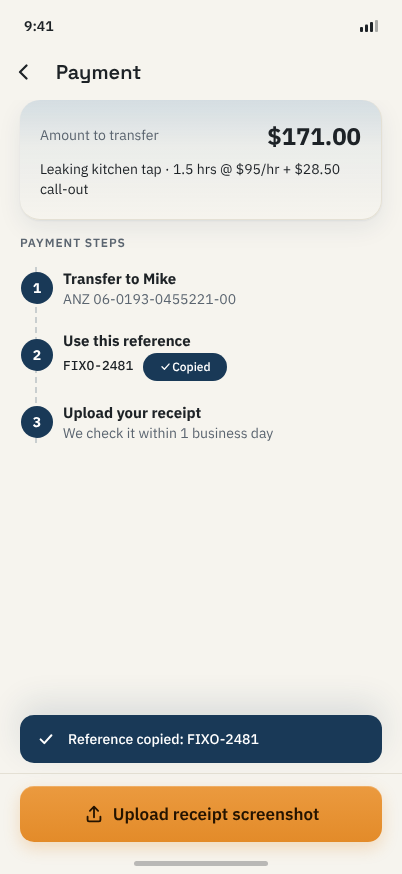 9:41
Payment
Amount to transfer
$171.00
Leaking kitchen tap · 1.5 hrs @ $95/hr + $28.50
call-out
PAYMENT STEPS
1
Transfer to Mike
ANZ 06-0193-0455221-00
2
Use this reference
FIXO-2481
Copied
3
Upload your receipt
We check it within 1 business day
Reference copied: FIXO-2481
Upload receipt screenshot